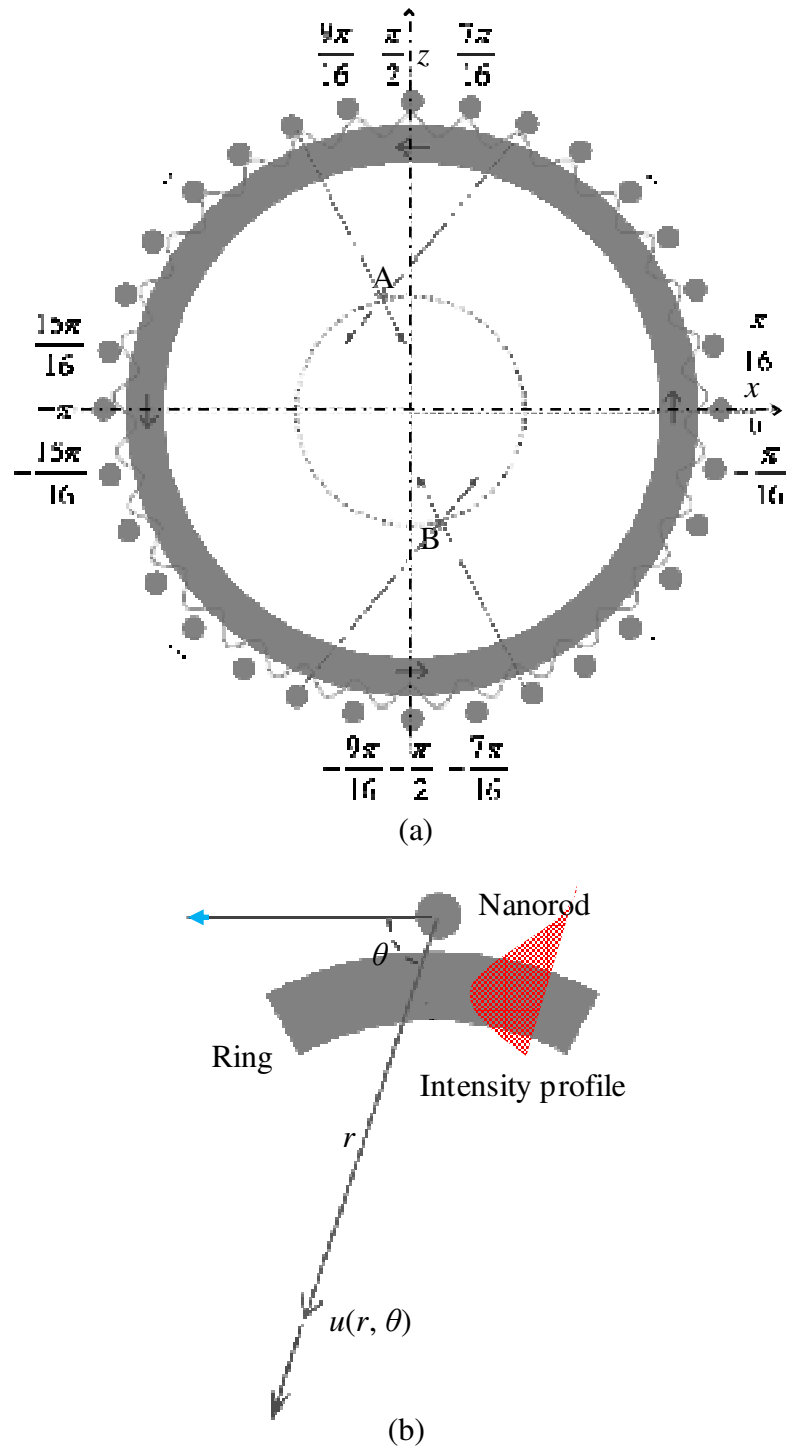 9π/16 π/2 z 7π/16
A
15π/16
π/16
x
-π
0
-15π/16
-π/16
B
-9π/16 -π/2 -7π/16
(a)
Nanorod
θ
Ring
Intensity profile
r
u(r, θ)
(b)